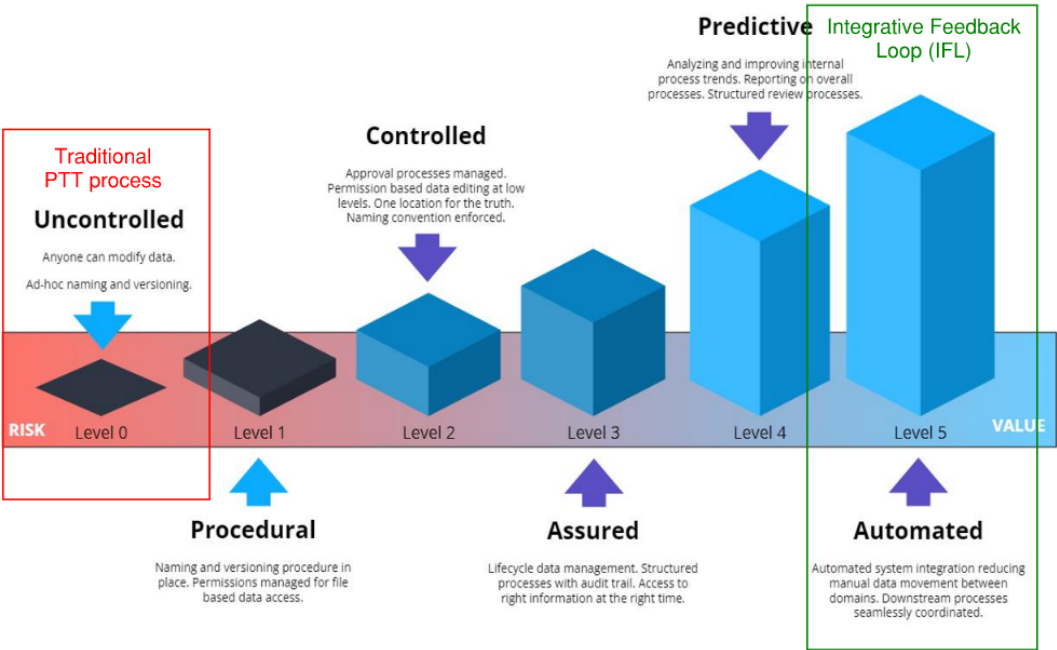 Predictive
Analyzing and improving internal
process trends. Reporting on overall
processes. Structured review processes.
Integrative Feedback
Loop (IFL)
Controlled
Approval processes managed.
Permission based data editing at low
levels. One location for the truth.
Naming convention enforced.
Traditional
PTT process
Uncontrolled
Anyone can modify data.
Ad-hoc naming and versioning.
RISK
Level 0
Level 1
Level 2
Level 3
Level 4
Level 5
VALUE
Procedural
Naming and versioning procedure in
place. Permissions managed for file
based data access.
Assured
Lifecycle data management. Structured
processes with audit trail. Access to
right information at the right time.
Automated
Automated system integration reducing
manual data movement between
domains. Downstream processes
seamlessly coordinated.